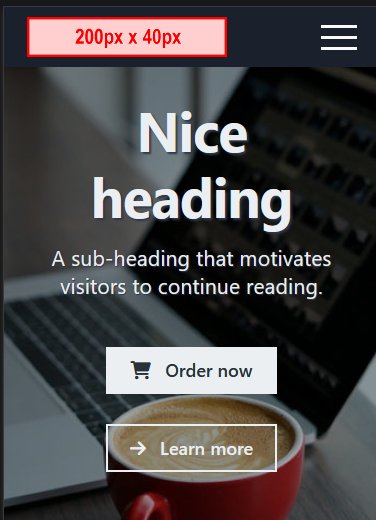 200px x 40px
Nice
heading
A sub-heading that motivates
visitors to continue reading.
Order now
Learn more